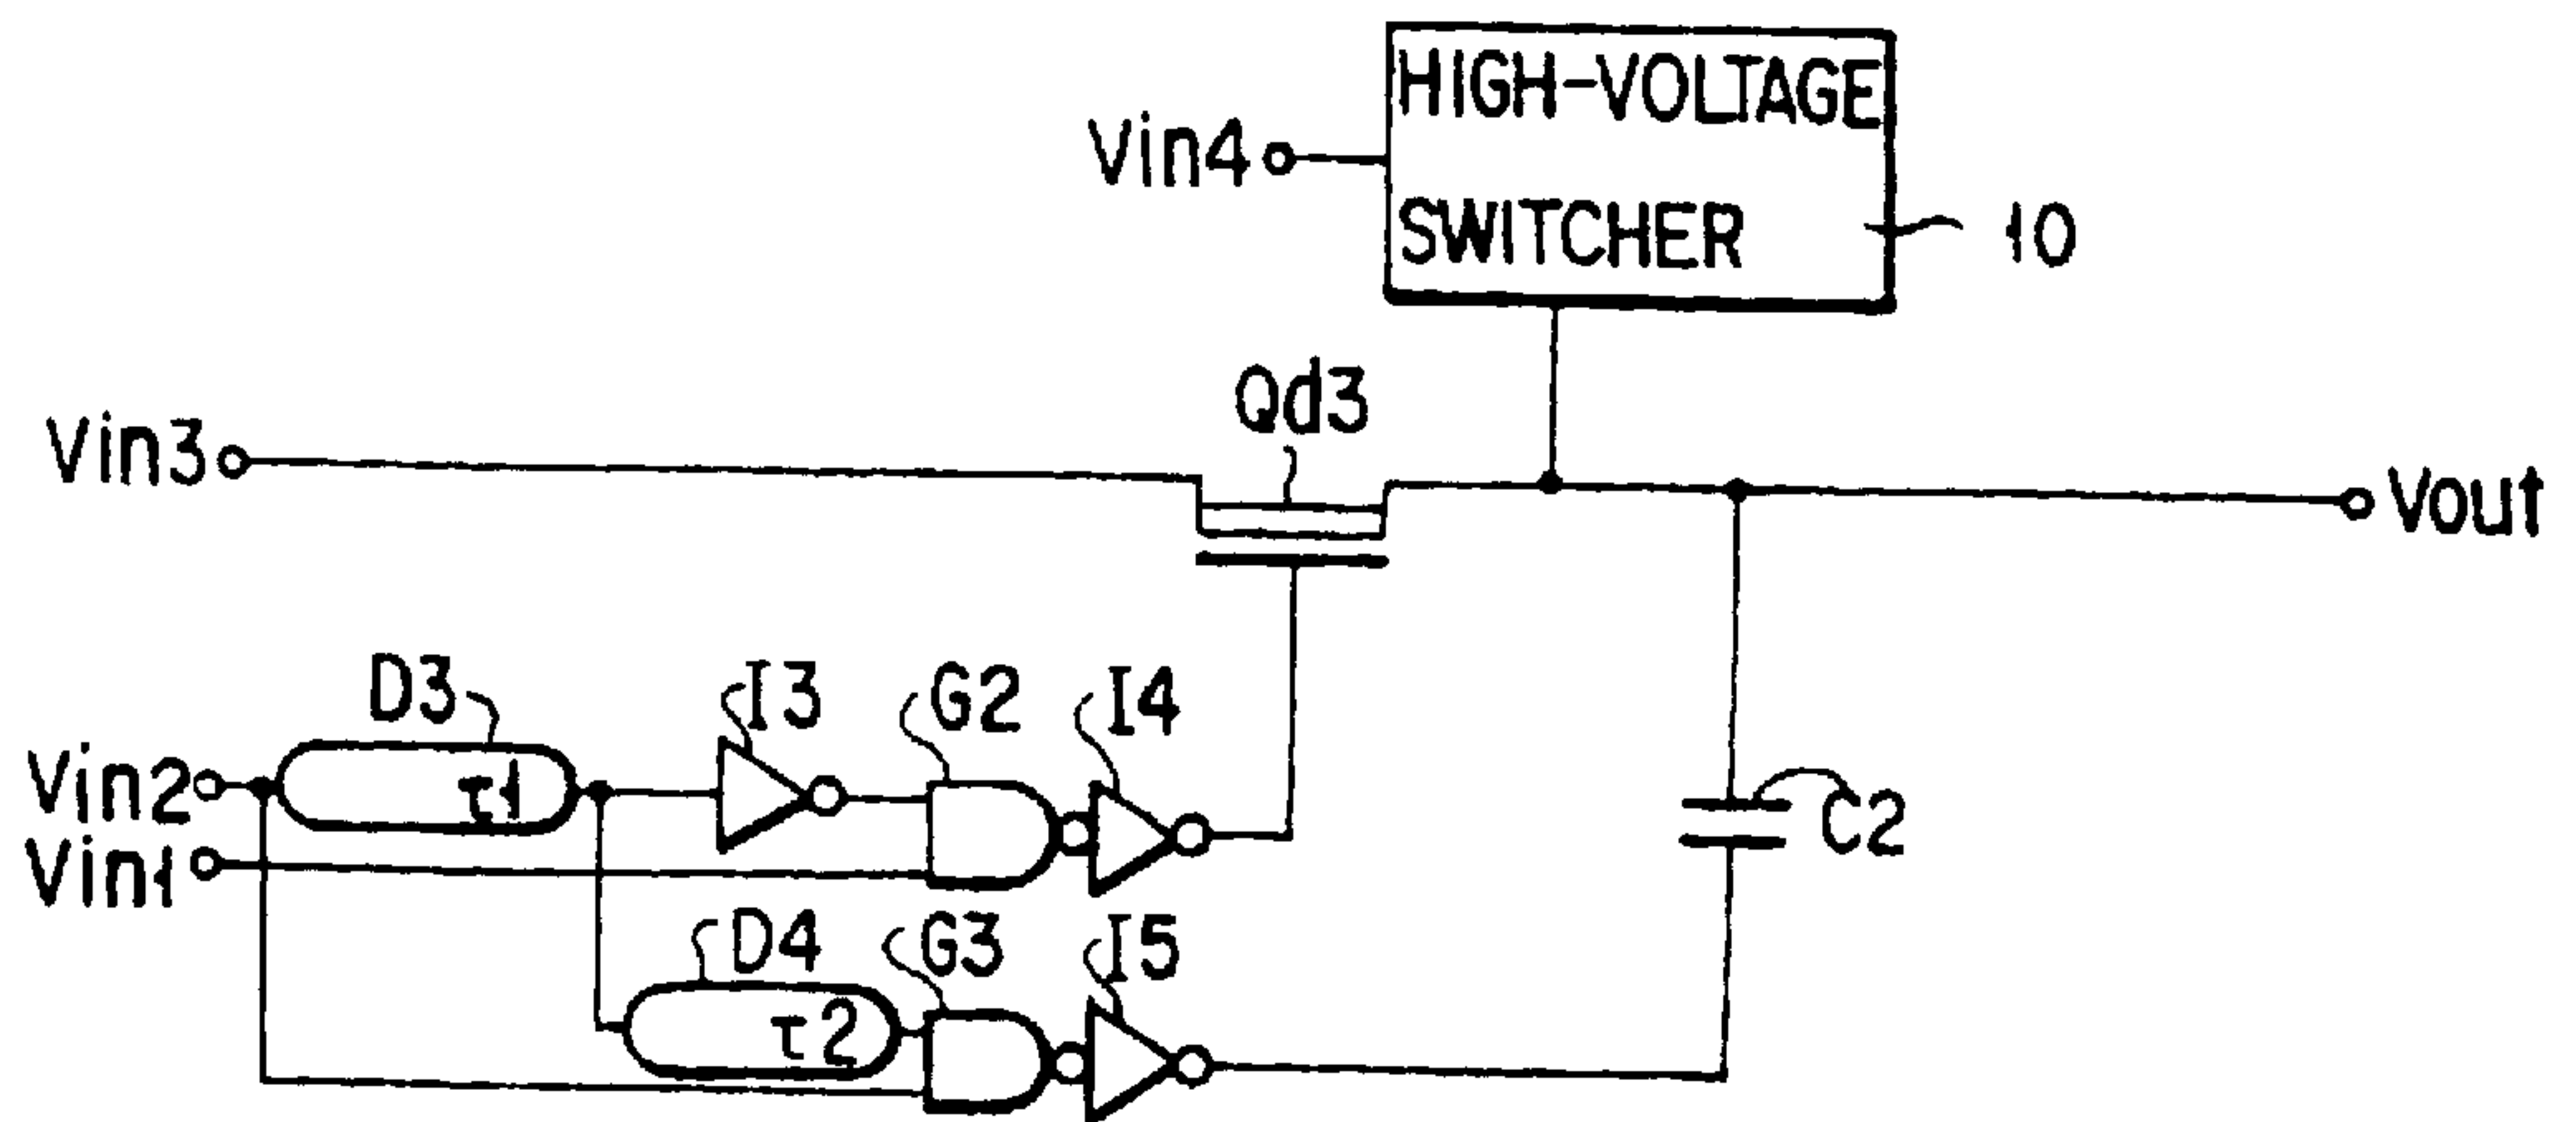 HIGH-VOLTAGE
SWITCHER
Vin4
10
Qd3
Vin3
Vout
D3
I3
G2
I4
Vin2
τ1
C2
Vin1
D4
G3
I5
τ2